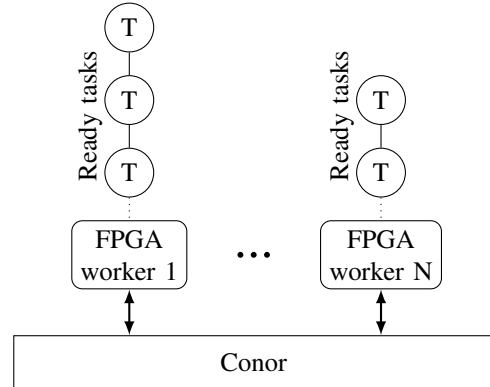 T
T
T
Ready tasks
FPGA
worker 1
...
T
T
Ready tasks
FPGA
worker N
Conor